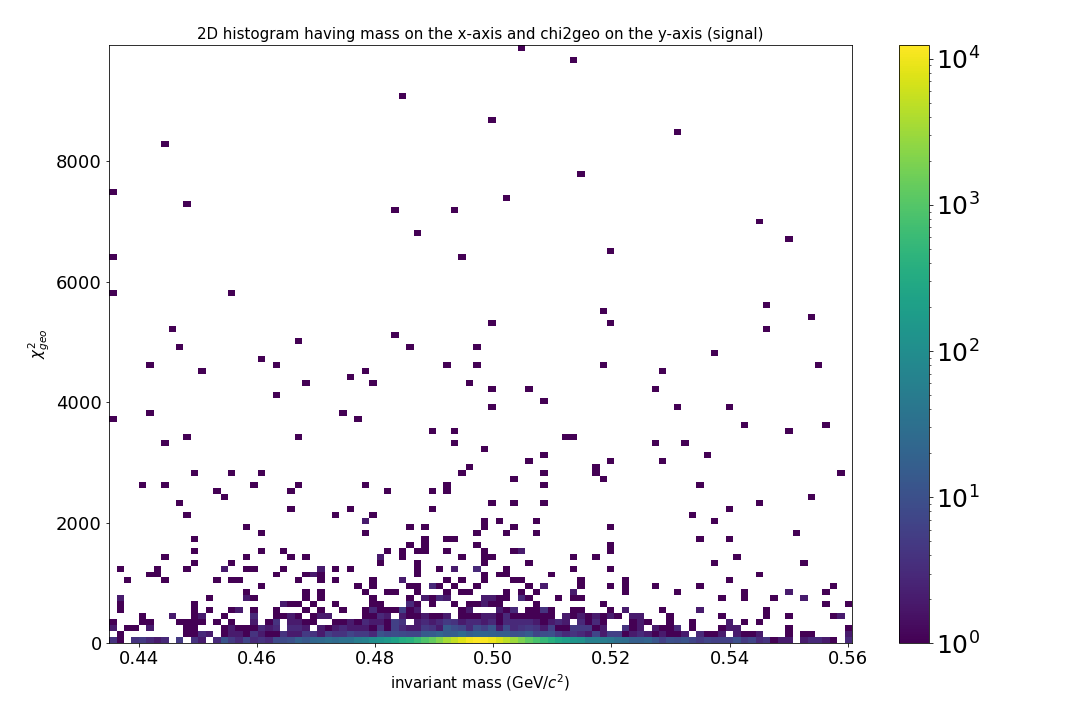 2D histogram having mass on the x-axis and chi2geo on the y-axis (signal)
χ²geo
8000
6000
4000
2000
0
0.44 0.46 0.48 0.50 0.52 0.54 0.56
invariant mass (GeV/c²)
10⁴
10³
10²
10¹
10⁰